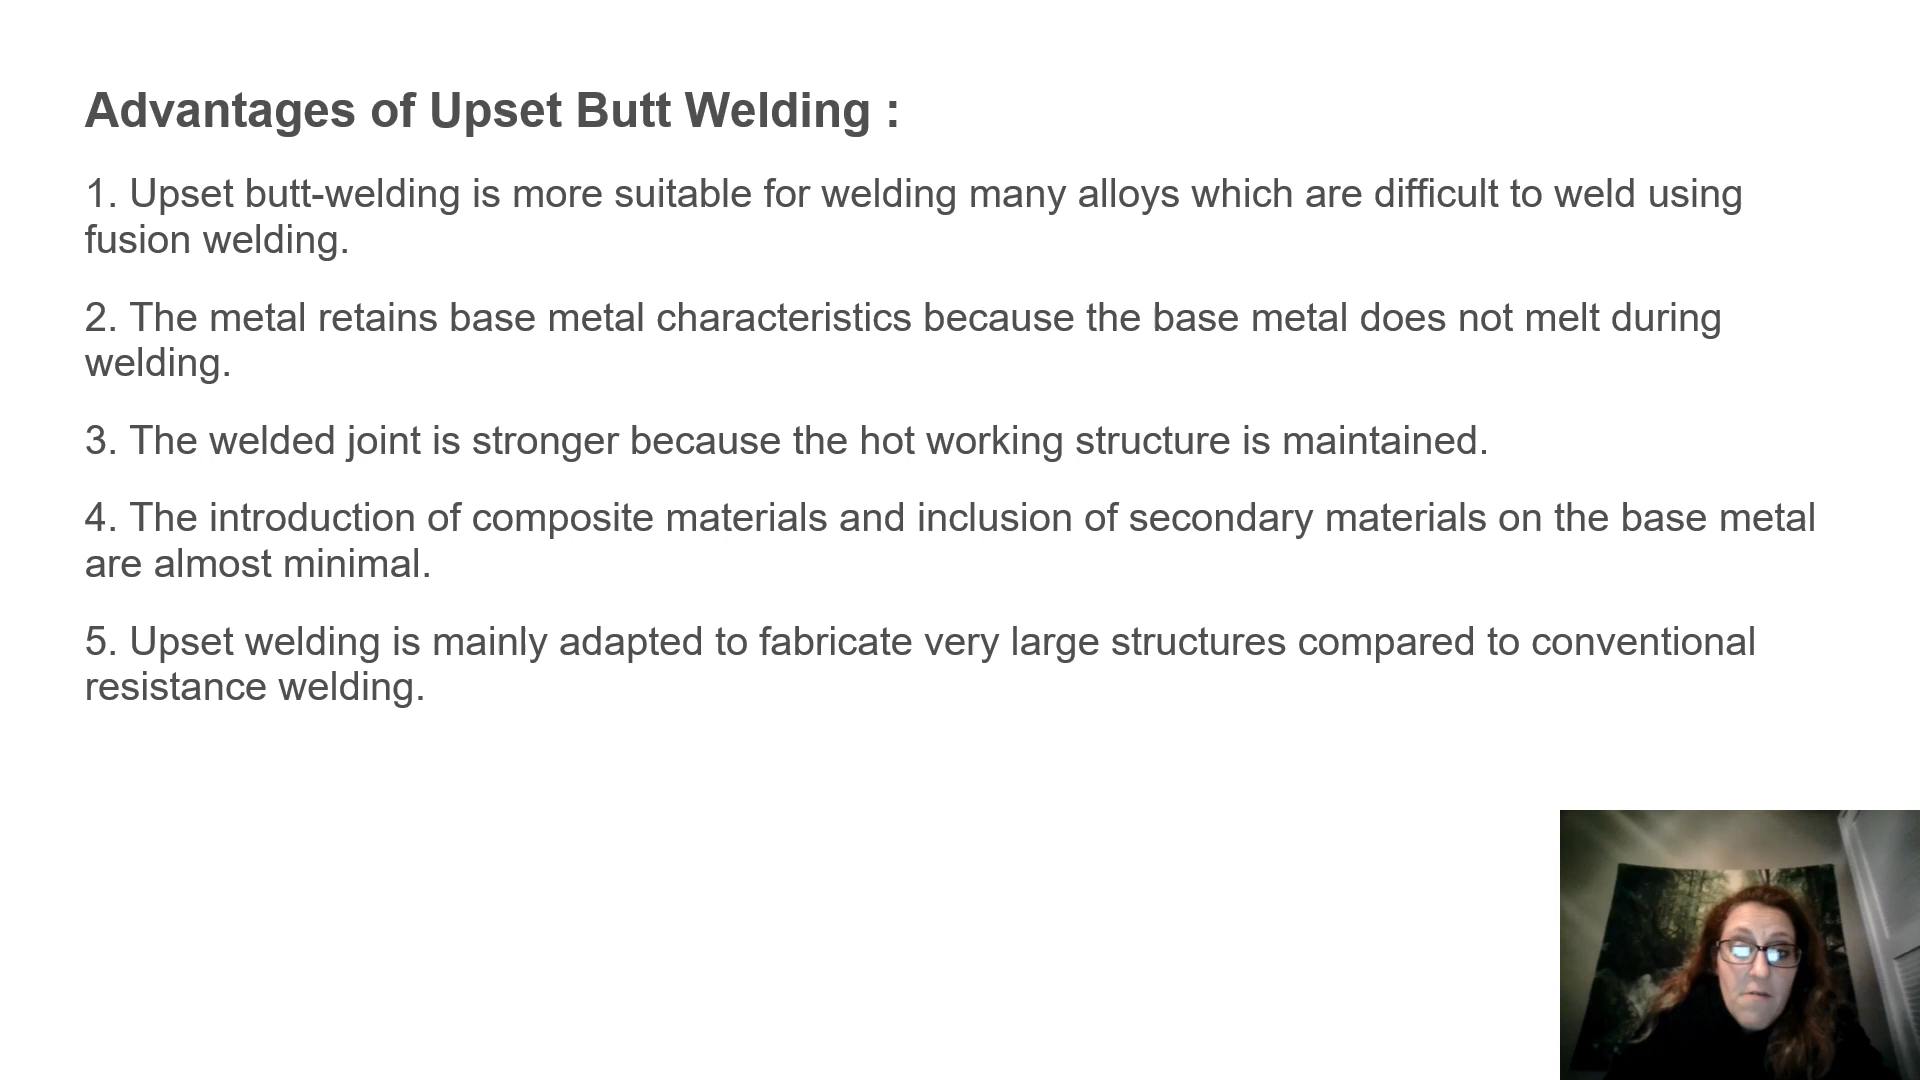 Advantages of Upset Butt Welding :
1. Upset butt-welding is more suitable for welding many alloys which are difficult to weld using
fusion welding.
2. The metal retains base metal characteristics because the base metal does not melt during
welding.
3. The welded joint is stronger because the hot working structure is maintained.
4. The introduction of composite materials and inclusion of secondary materials on the base metal
are almost minimal.
5. Upset welding is mainly adapted to fabricate very large structures compared to conventional
resistance welding.